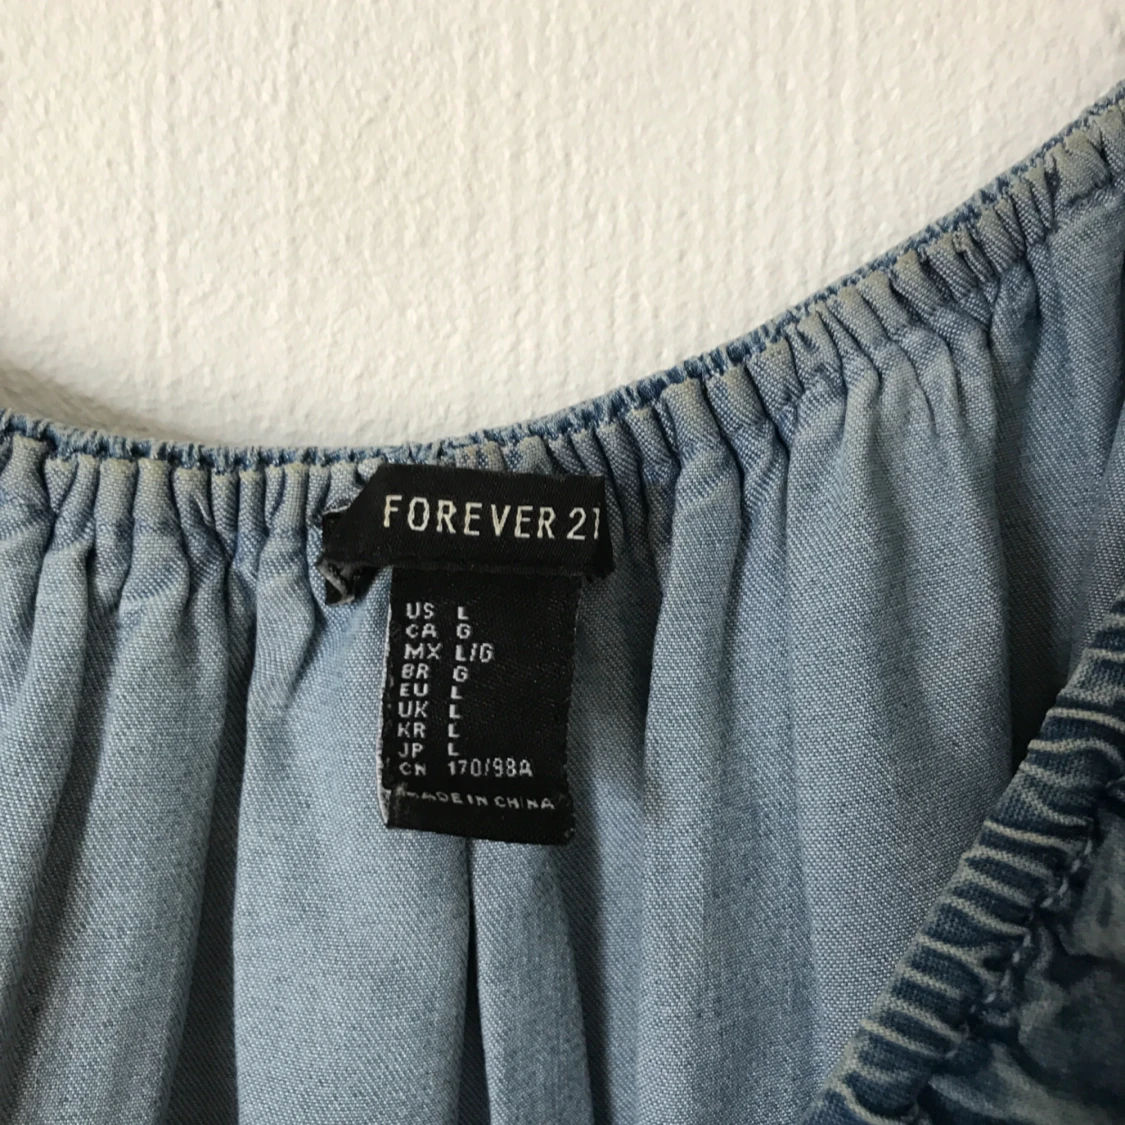 FOREVER 21
US L
CA G
MX L/G
BR G
EU L
UK L
KR L
JP L
CN 170/98A
MADE IN CHINA